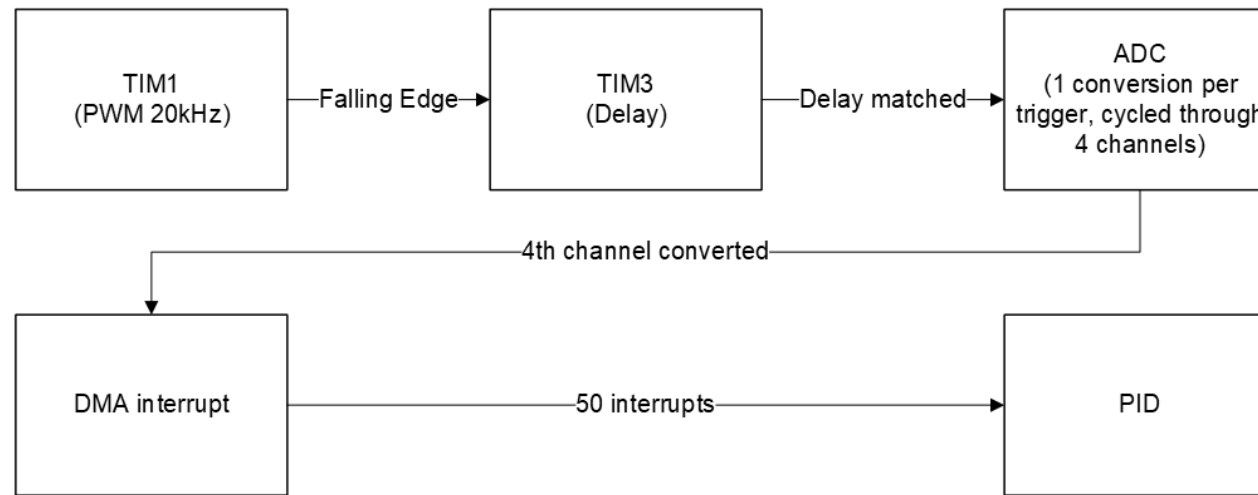 TIM1
(PWM 20kHz)
Falling Edge
TIM3
(Delay)
Delay matched
ADC
(1 conversion per
trigger, cycled through
4 channels)
4th channel converted
DMA interrupt
50 interrupts
PID